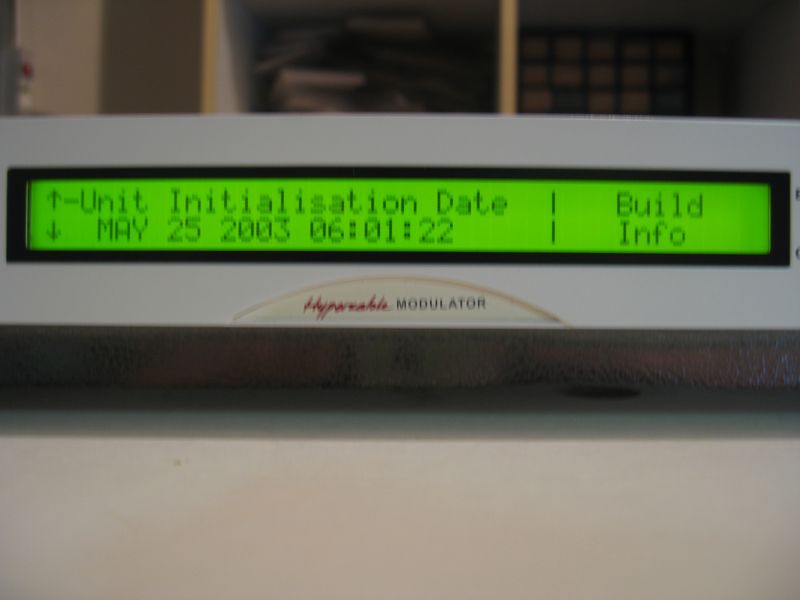 ↑-Unit Initialisation Date | Build
↓ MAY 25 2003 06:01:22 | Info
Hypercable MODULATOR